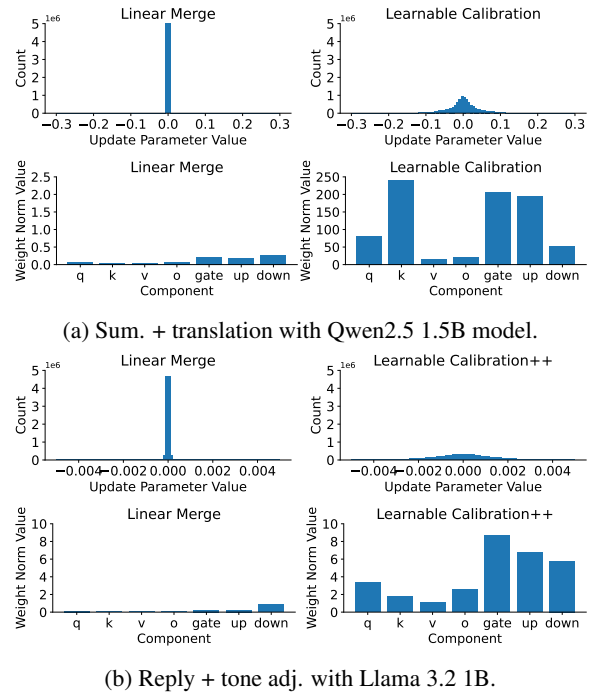 Linear Merge
Learnable Calibration
1e6
5
4
3
2
1
0
Count
−0.3 −0.2 −0.1 0.0 0.1 0.2 0.3
Update Parameter Value
1e6
5
4
3
2
1
0
Count
−0.3 −0.2 −0.1 0.0 0.1 0.2 0.3
Update Parameter Value
Linear Merge
Learnable Calibration
Weight Norm Value
2.5
2.0
1.5
1.0
0.5
0.0
q k v o gate up down
Component
Weight Norm Value
250
200
150
100
50
0
q k v o gate up down
Component
(a) Sum. + translation with Qwen2.5 1.5B model.
Linear Merge
Learnable Calibration++
1e6
5
4
3
2
1
0
Count
−0.004 −0.002 0.000 0.002 0.004
Update Parameter Value
1e6
5
4
3
2
1
0
Count
−0.004 −0.002 0.000 0.002 0.004
Update Parameter Value
Linear Merge
Learnable Calibration++
Weight Norm Value
10
8
6
4
2
0
q k v o gate up down
Component
Weight Norm Value
10
8
6
4
2
0
q k v o gate up down
Component
(b) Reply + tone adj. with Llama 3.2 1B.